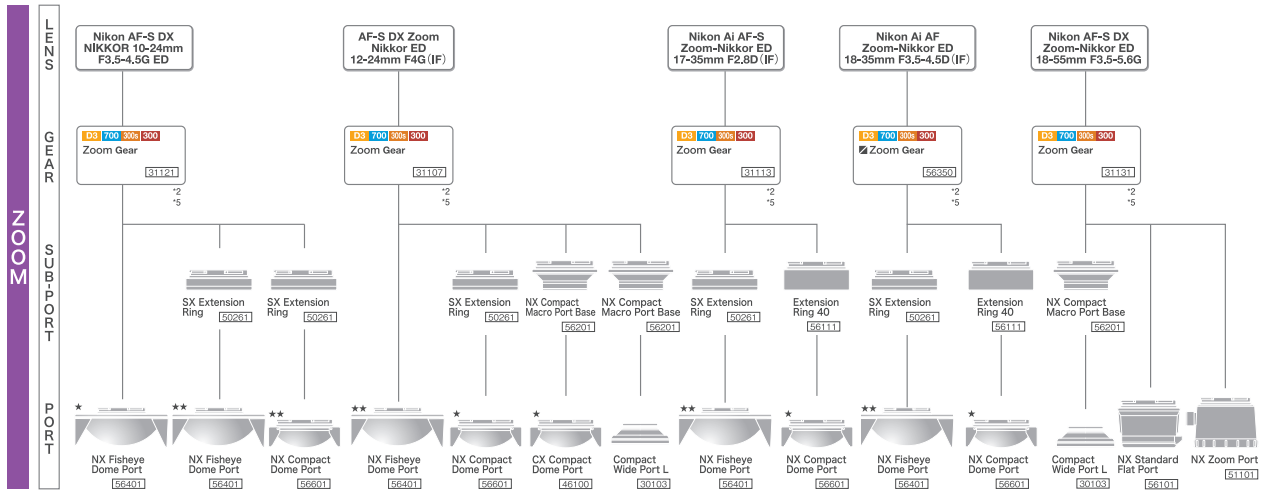 ZOOM
LENS
Nikon AF-S DX
NIKKOR 10-24mm
F3.5-4.5G ED
AF-S DX Zoom
Nikkor ED
12-24mm F4G(IF)
Nikon Ai AF-S
Zoom-Nikkor ED
17-35mm F2.8D(IF)
Nikon Ai AF
Zoom-Nikkor ED
18-35mm F3.5-4.5D(IF)
Nikon AF-S DX
Zoom-Nikkor ED
18-55mm F3.5-5.6G
GEAR
D3 700 300s 300
Zoom Gear
31121
*2
*5
D3 700 300s 300
Zoom Gear
31107
*2
*5
D3 700 300s 300
Zoom Gear
31113
*2
*5
D3 700 300s 300
Zoom Gear
56350
*2
*5
D3 700 300s 300
Zoom Gear
31131
*2
*5
SUB-PORT
SX Extension
Ring 50261
SX Extension
Ring 50261
SX Extension
Ring 50261
NX Compact
Macro Port Base
56201
NX Compact
Macro Port Base
56201
SX Extension
Ring 50261
Extension
Ring 40
56111
SX Extension
Ring 50261
Extension
Ring 40
56111
NX Compact
Macro Port Base
56201
PORT
★
NX Fisheye
Dome Port
56401
★★
NX Fisheye
Dome Port
56401
★★
NX Compact
Dome Port
56601
★★
NX Fisheye
Dome Port
56401
★
NX Compact
Dome Port
56601
★
CX Compact
Dome Port
46100
Compact
Wide Port L
30103
★★
NX Fisheye
Dome Port
56401
★
NX Compact
Dome Port
56601
★★
NX Fisheye
Dome Port
56401
★
NX Compact
Dome Port
56601
Compact
Wide Port L
30103
NX Standard
Flat Port
56101
NX Zoom Port
51101